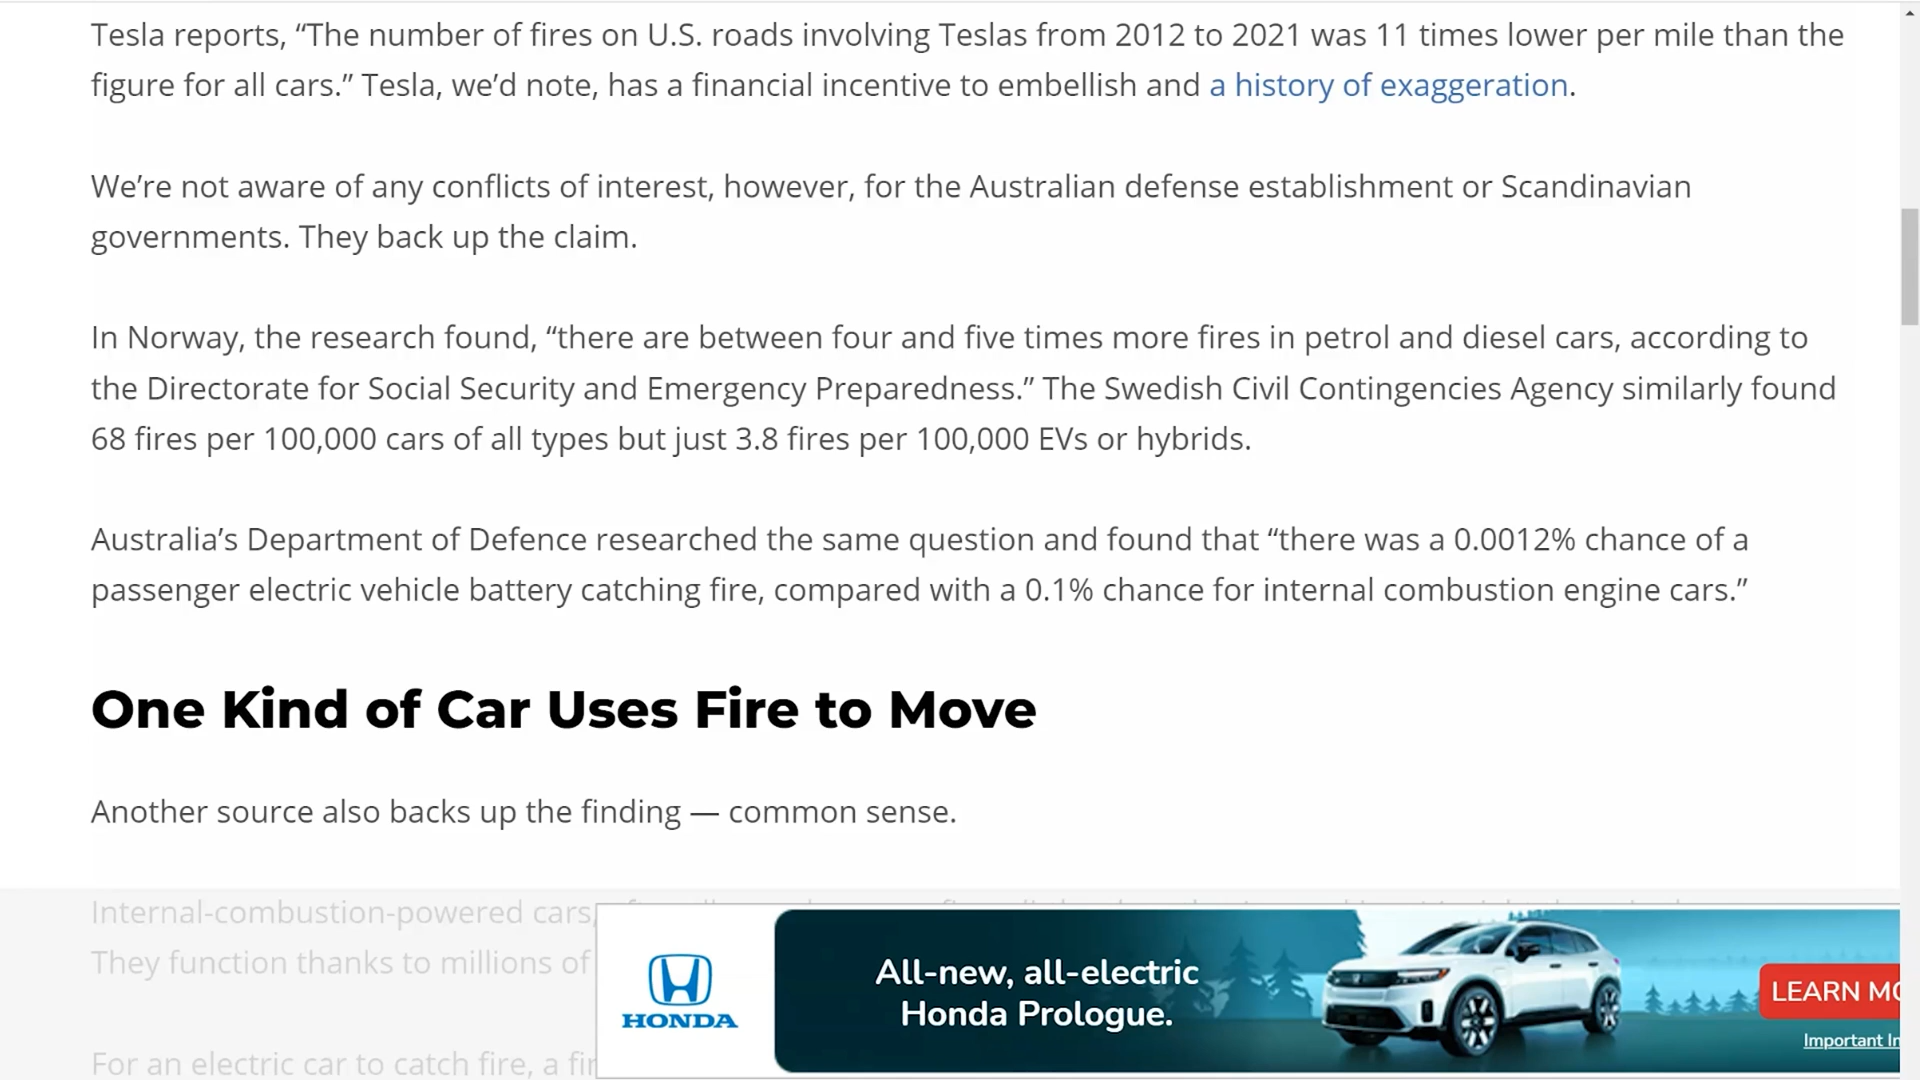 Tesla reports, “The number of fires on U.S. roads involving Teslas from 2012 to 2021 was 11 times lower per mile than the
figure for all cars.” Tesla, we’d note, has a financial incentive to embellish and a history of exaggeration.
We’re not aware of any conflicts of interest, however, for the Australian defense establishment or Scandinavian
governments. They back up the claim.
In Norway, the research found, “there are between four and five times more fires in petrol and diesel cars, according to
the Directorate for Social Security and Emergency Preparedness.” The Swedish Civil Contingencies Agency similarly found
68 fires per 100,000 cars of all types but just 3.8 fires per 100,000 EVs or hybrids.
Australia’s Department of Defence researched the same question and found that “there was a 0.0012% chance of a
passenger electric vehicle battery catching fire, compared with a 0.1% chance for internal combustion engine cars.”
One Kind of Car Uses Fire to Move
Another source also backs up the finding — common sense.
Internal-combustion-powered cars,
They function thanks to millions of
For an electric car to catch fire, a
HONDA
All-new, all-electric
Honda Prologue.
LEARN
Important